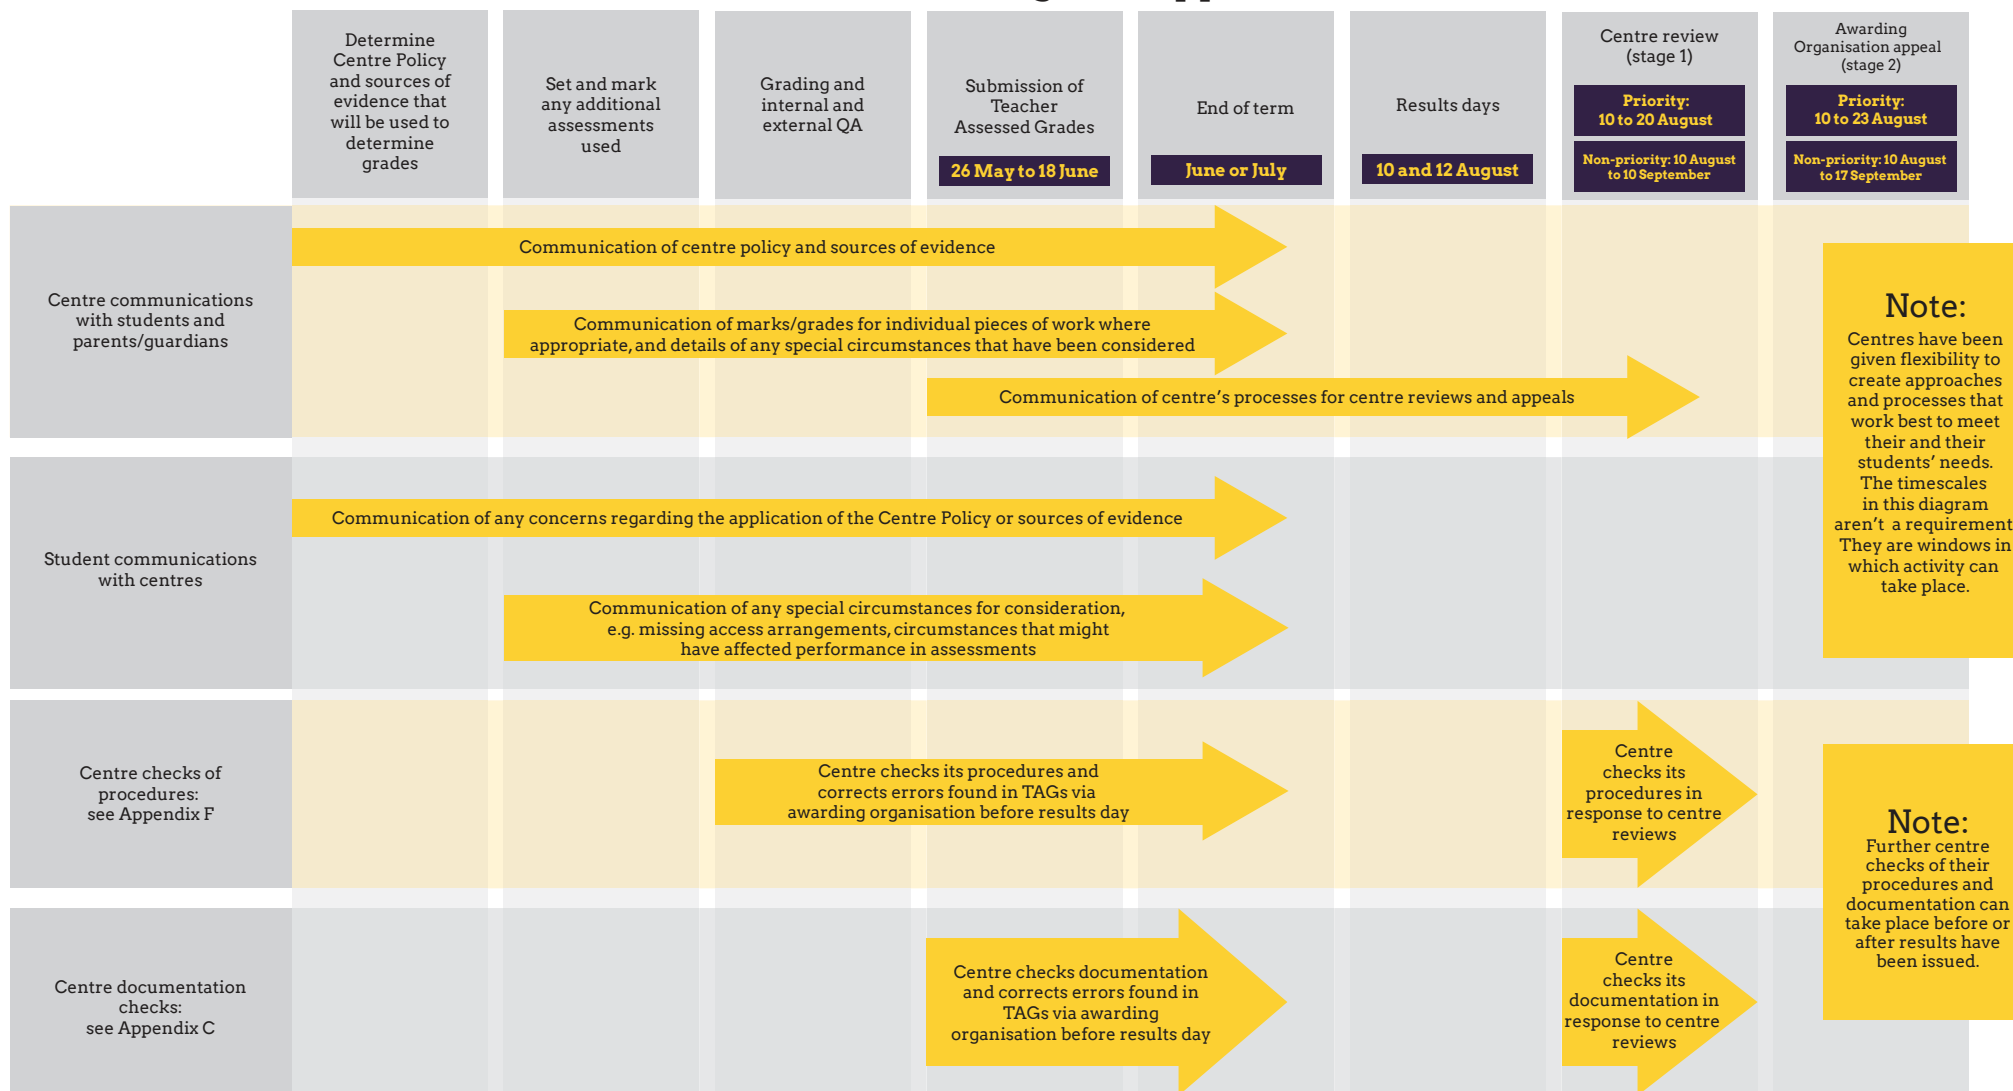 Determine
Centre Policy
and sources of
evidence that
will be used to
determine
grades
Set and mark
any additional
assessments
used
Grading and
internal and
external QA
Submission of
Teacher
Assessed Grades
26 May to 18 June
End of term
June or July
Results days
10 and 12 August
Centre review
(stage 1)
Priority:
10 to 20 August
Non-priority: 10 August
to 10 September
Awarding
Organisation appeal
(stage 2)
Priority:
10 to 23 August
Non-priority: 10 August
to 17 September
Centre communications
with students and
parents/guardians
Communication of centre policy and sources of evidence
Communication of marks/grades for individual pieces of work where
appropriate, and details of any special circumstances that have been considered
Communication of centre's processes for centre reviews and appeals
Note:
Centres have been
given flexibility to
create approaches
and processes that
work best to meet
their and their
students' needs.
The timescales
in this diagram
aren't a requirement
They are windows in
which activity can
take place.
Student communications
with centres
Communication of any concerns regarding the application of the Centre Policy or sources of evidence
Communication of any special circumstances for consideration,
e.g. missing access arrangements, circumstances that might
have affected performance in assessments
Centre checks of
procedures:
see Appendix F
Centre checks its procedures and
corrects errors found in TAGs via
awarding organisation before results day
Centre
checks its
procedures in
response to centre
reviews
Note:
Further centre
checks of their
procedures and
documentation can
take place before or
after results have
been issued.
Centre documentation
checks:
see Appendix C
Centre checks documentation
and corrects errors found in
TAGs via awarding
organisation before results day
Centre
checks its
documentation in
response to centre
reviews